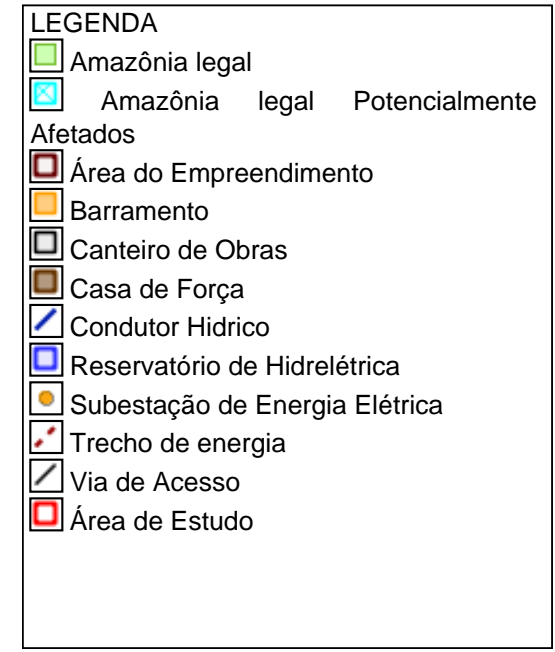 LEGENDA
Amazônia legal
Amazônia legal Potencialmente
Afetados
Área do Empreendimento
Barramento
Canteiro de Obras
Casa de Força
Condutor Hidrico
Reservatório de Hidrelétrica
Subestação de Energia Elétrica
Trecho de energia
Via de Acesso
Área de Estudo